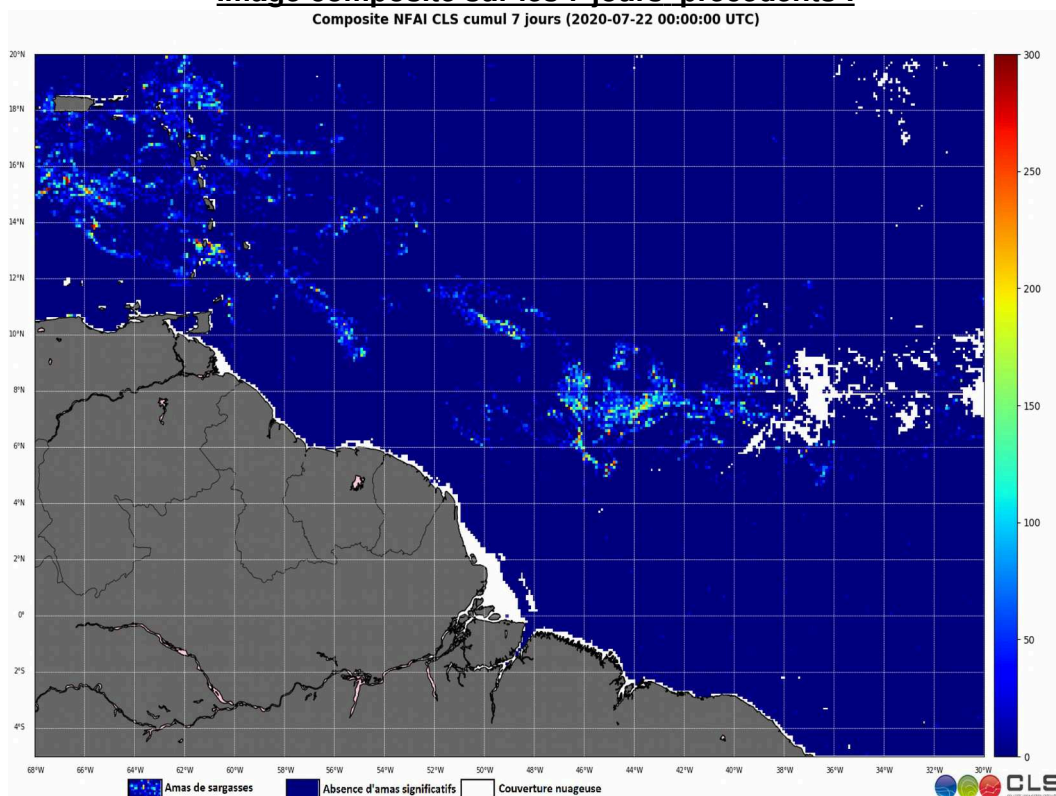 Image composite sur les 7 jours précédents :
Composite NFAI CLS cumul 7 jours (2020-07-22 00:00:00 UTC)
20°N
18°N
16°N
14°N
12°N
10°N
8°N
6°N
4°N
2°N
0°
2°S
4°S
300
250
200
150
100
50
0
68°W 66°W 64°W 62°W 60°W 58°W 56°W 54°W 52°W 50°W 48°W 46°W 44°W 42°W 40°W 38°W 36°W 34°W 32°W 30°W
Amas de sargasses Absence d'amas significatifs Couverture nuageuse
CLS